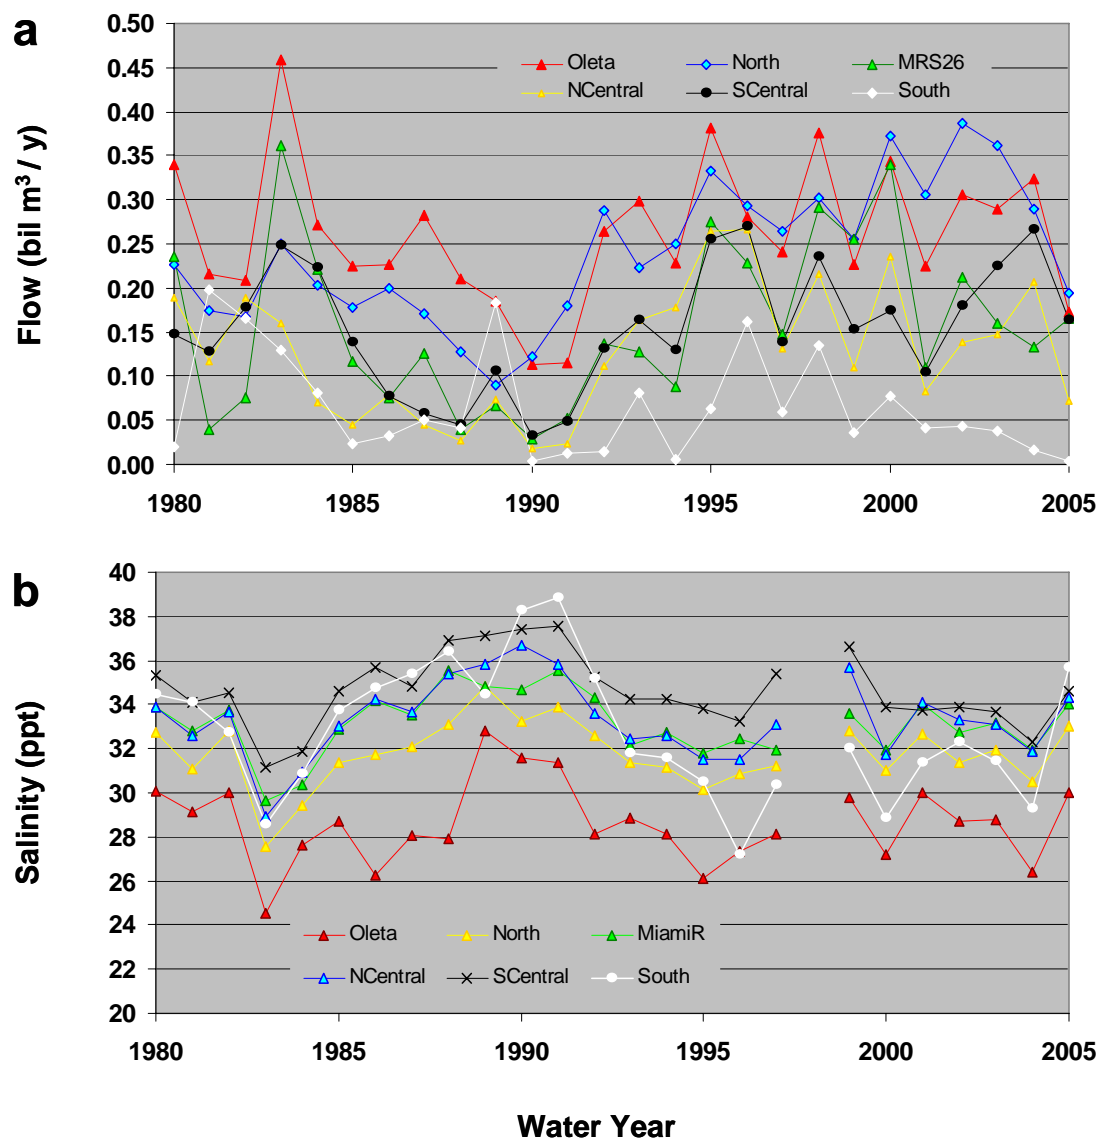 a
0.50
0.45
0.40
0.35
0.30
0.25
0.20
0.15
0.10
0.05
0.00
Flow (bil m³ / y)
Oleta North MRS26
NCentral SCentral South
1980 1985 1990 1995 2000 2005
b
40
38
36
34
32
30
28
26
24
22
20
Salinity (ppt)
Oleta North MiamiR
NCentral SCentral South
1980 1985 1990 1995 2000 2005
Water Year